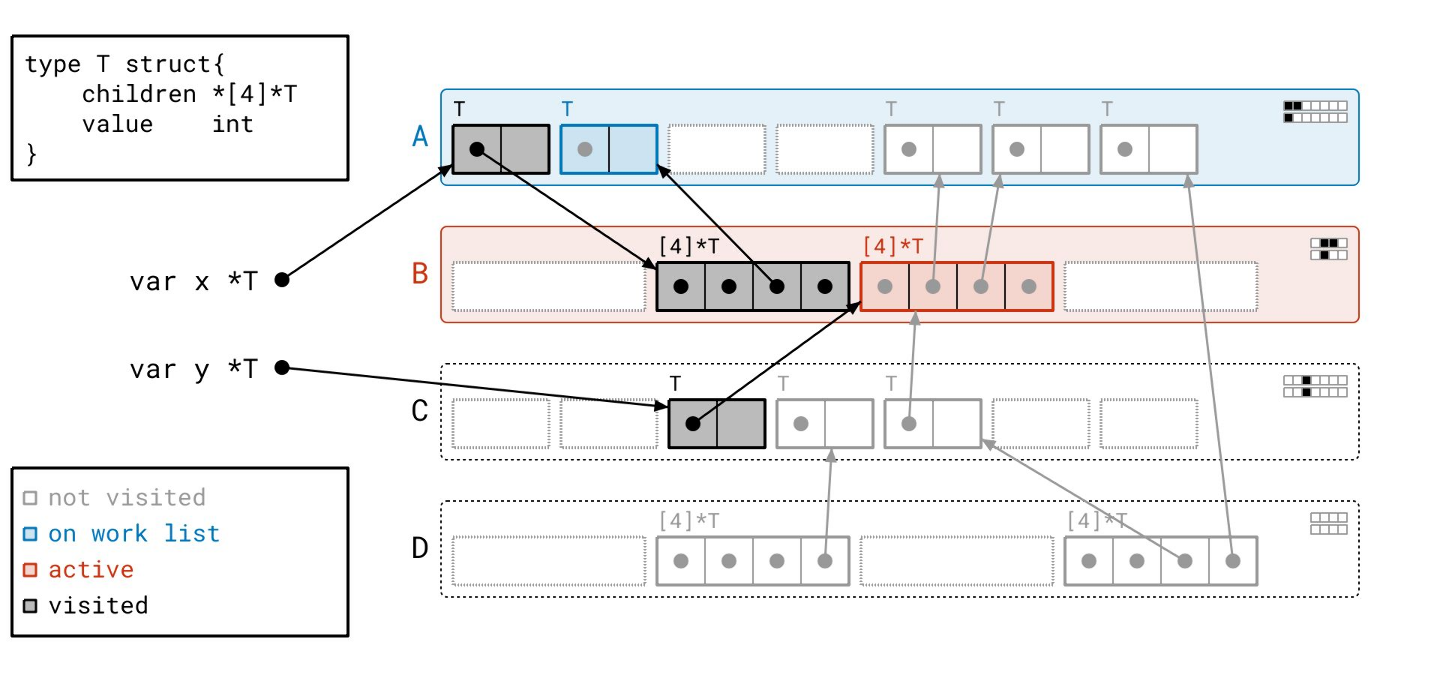 type T struct{
    children *[4]*T
    value    int
}
T T T T T
A
var x *T
[4]*T [4]*T
B
var y *T
T T T
C
not visited
on work list
active
visited
[4]*T [4]*T
D